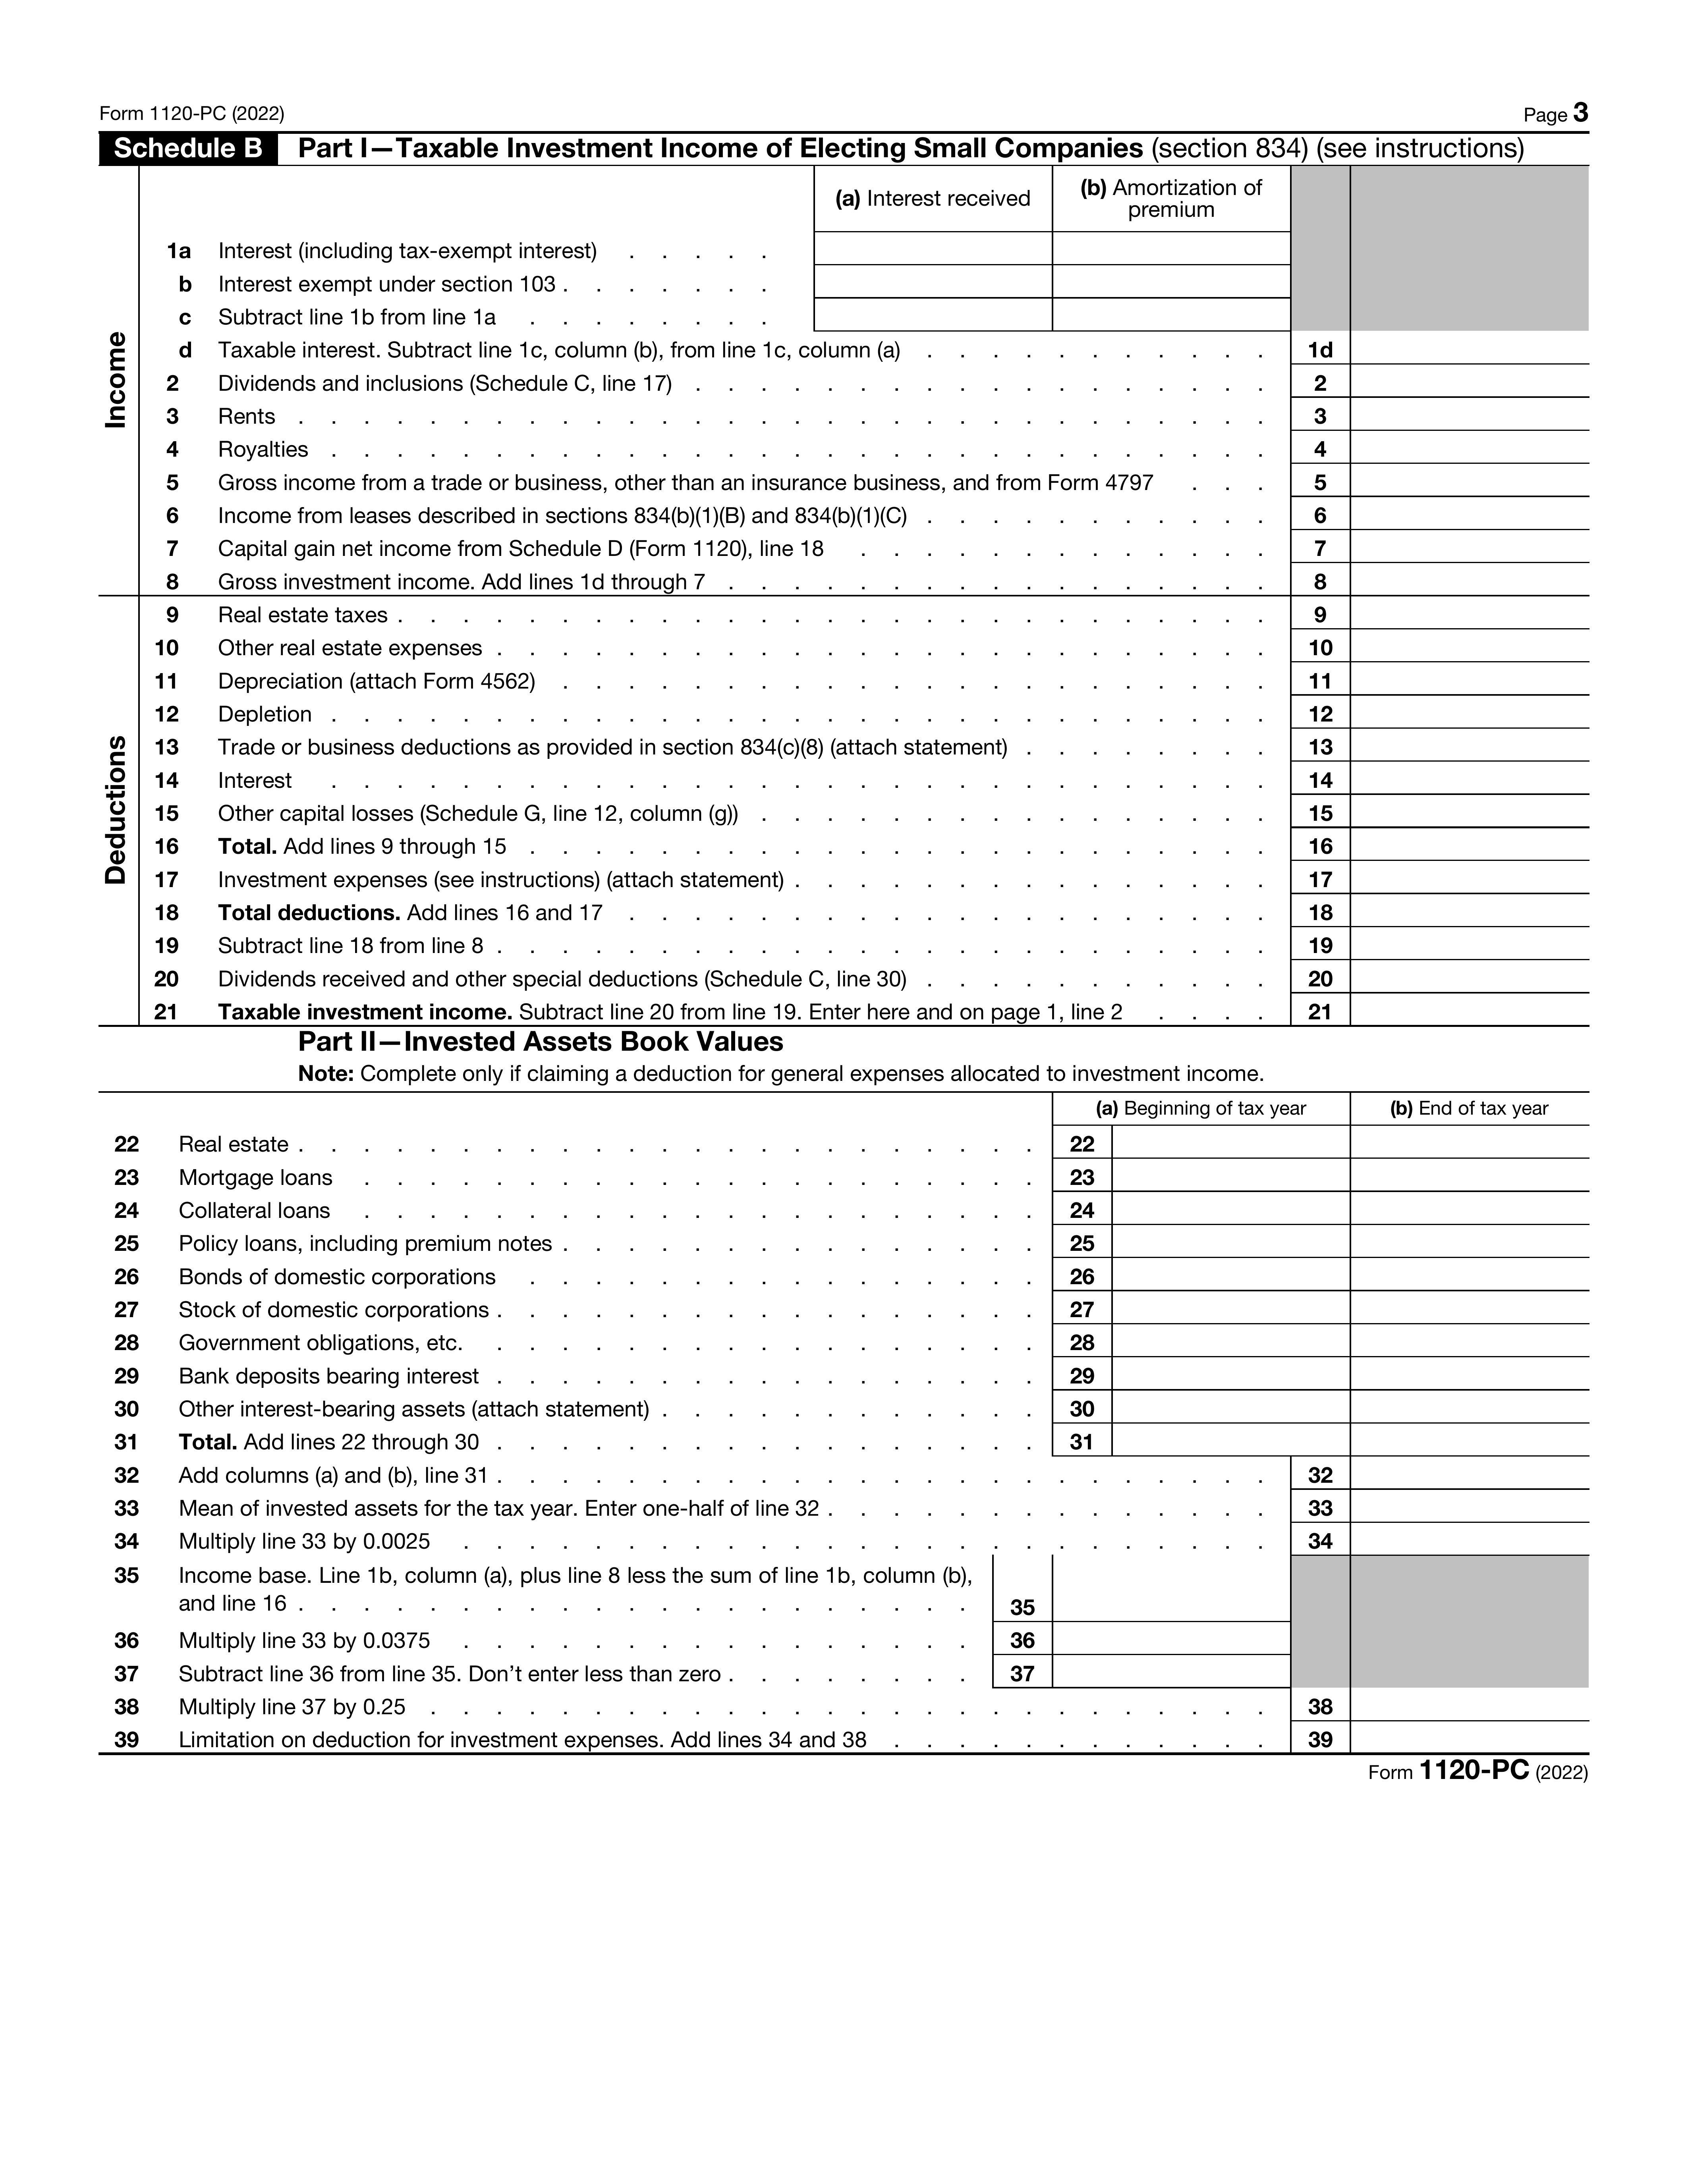 Form 1120-PC (2022) Page 3
Schedule B Part I—Taxable Investment Income of Electing Small Companies (section 834) (see instructions)
(a) Interest received
(b) Amortization of
premium
Income
1a Interest (including tax-exempt interest) . . . . .
b Interest exempt under section 103 . . . . . . .
c Subtract line 1b from line 1a . . . . . . . .
d Taxable interest. Subtract line 1c, column (b), from line 1c, column (a) . . . . . . . . . . . 1d
2 Dividends and inclusions (Schedule C, line 17) . . . . . . . . . . . . . . . . . . 2
3 Rents . . . . . . . . . . . . . . . . . . . . . . . . . . . . . . 3
4 Royalties . . . . . . . . . . . . . . . . . . . . . . . . . . . . . 4
5 Gross income from a trade or business, other than an insurance business, and from Form 4797 . . . 5
6 Income from leases described in sections 834(b)(1)(B) and 834(b)(1)(C) . . . . . . . . . . . 6
7 Capital gain net income from Schedule D (Form 1120), line 18 . . . . . . . . . . . . . 7
8 Gross investment income. Add lines 1d through 7 . . . . . . . . . . . . . . . . . 8
Deductions
9 Real estate taxes . . . . . . . . . . . . . . . . . . . . . . . . . . . 9
10 Other real estate expenses . . . . . . . . . . . . . . . . . . . . . . . . 10
11 Depreciation (attach Form 4562) . . . . . . . . . . . . . . . . . . . . . . 11
12 Depletion . . . . . . . . . . . . . . . . . . . . . . . . . . . . . 12
13 Trade or business deductions as provided in section 834(c)(8) (attach statement) . . . . . . . . 13
14 Interest . . . . . . . . . . . . . . . . . . . . . . . . . . . . . 14
15 Other capital losses (Schedule G, line 12, column (g)) . . . . . . . . . . . . . . . . 15
16 Total. Add lines 9 through 15 . . . . . . . . . . . . . . . . . . . . . . . 16
17 Investment expenses (see instructions) (attach statement) . . . . . . . . . . . . . . . 17
18 Total deductions. Add lines 16 and 17 . . . . . . . . . . . . . . . . . . . . 18
19 Subtract line 18 from line 8 . . . . . . . . . . . . . . . . . . . . . . . . 19
20 Dividends received and other special deductions (Schedule C, line 30) . . . . . . . . . . . 20
21 Taxable investment income. Subtract line 20 from line 19. Enter here and on page 1, line 2 . . . . 21
Part II—Invested Assets Book Values
Note: Complete only if claiming a deduction for general expenses allocated to investment income.
(a) Beginning of tax year (b) End of tax year
22 Real estate . . . . . . . . . . . . . . . . . . . . . . . 22
23 Mortgage loans . . . . . . . . . . . . . . . . . . . . . 23
24 Collateral loans . . . . . . . . . . . . . . . . . . . . . 24
25 Policy loans, including premium notes . . . . . . . . . . . . . . . 25
26 Bonds of domestic corporations . . . . . . . . . . . . . . . . 26
27 Stock of domestic corporations . . . . . . . . . . . . . . . . . 27
28 Government obligations, etc. . . . . . . . . . . . . . . . . . 28
29 Bank deposits bearing interest . . . . . . . . . . . . . . . . . 29
30 Other interest-bearing assets (attach statement) . . . . . . . . . . . . 30
31 Total. Add lines 22 through 30 . . . . . . . . . . . . . . . . . 31
32 Add columns (a) and (b), line 31 . . . . . . . . . . . . . . . . . . . . . . . . 32
33 Mean of invested assets for the tax year. Enter one-half of line 32 . . . . . . . . . . . . . . 33
34 Multiply line 33 by 0.0025 . . . . . . . . . . . . . . . . . . . . . . . . . 34
35 Income base. Line 1b, column (a), plus line 8 less the sum of line 1b, column (b),
and line 16 . . . . . . . . . . . . . . . . . . . . . 35
36 Multiply line 33 by 0.0375 . . . . . . . . . . . . . . . . 36
37 Subtract line 36 from line 35. Don't enter less than zero . . . . . . . . 37
38 Multiply line 37 by 0.25 . . . . . . . . . . . . . . . . . . . . . . . . . . 38
39 Limitation on deduction for investment expenses. Add lines 34 and 38 . . . . . . . . . . . . 39
Form 1120-PC (2022)